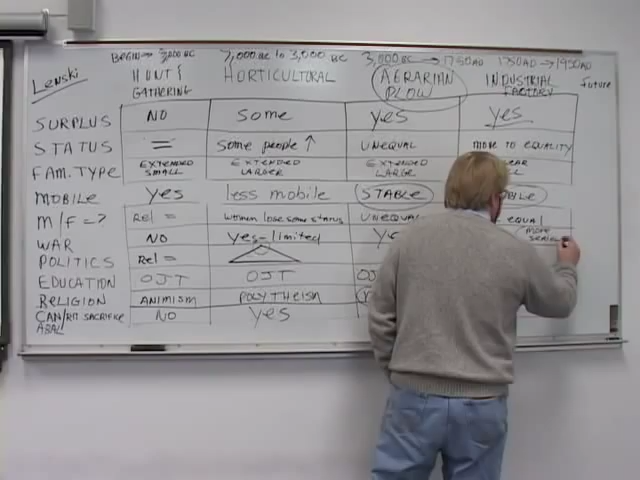 Lenski
BEGIN → 7,000 BC 7,000 BC to 3,000 BC 3,000 BC → 1750 AD 1750 AD → 1950 AD
HUNT & GATHERING HORTICULTURAL AERARIAN PLOW INDUSTRIAL FACTORY Future
SURPLUS NO Some yes yes
STATUS = Some people ↑ UNEQUAL MORE TO EQUALITY
FAM. TYPE EXTENDED SMALL EXTENDED LARGER EXTENDED LARGER
MOBILE yes less mobile STABLE
M/F = ? Rel = women lose some status UNEQUAL equal
WAR NO yes-limited more
POLITICS Rel =
EDUCATION OJT OJT
RELIGION ANIMISM POLYTHEISM
CAN/RIT SACRIFICE NO yes